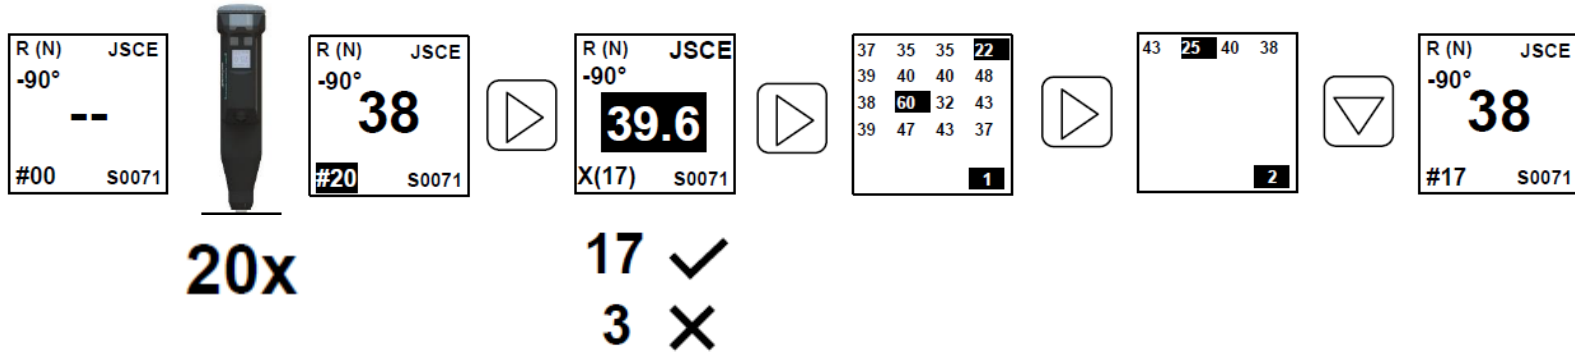 R (N) JSCE
-90°
--
#00 S0071
20x
R (N) JSCE
-90°
38
#20 S0071
R (N) JSCE
-90°
39.6
X(17) S0071
17 ✓
3 ✕
37 35 35 22
39 40 40 48
38 60 32 43
39 47 43 37
1
43 25 40 38
2
R (N) JSCE
-90°
38
#17 S0071